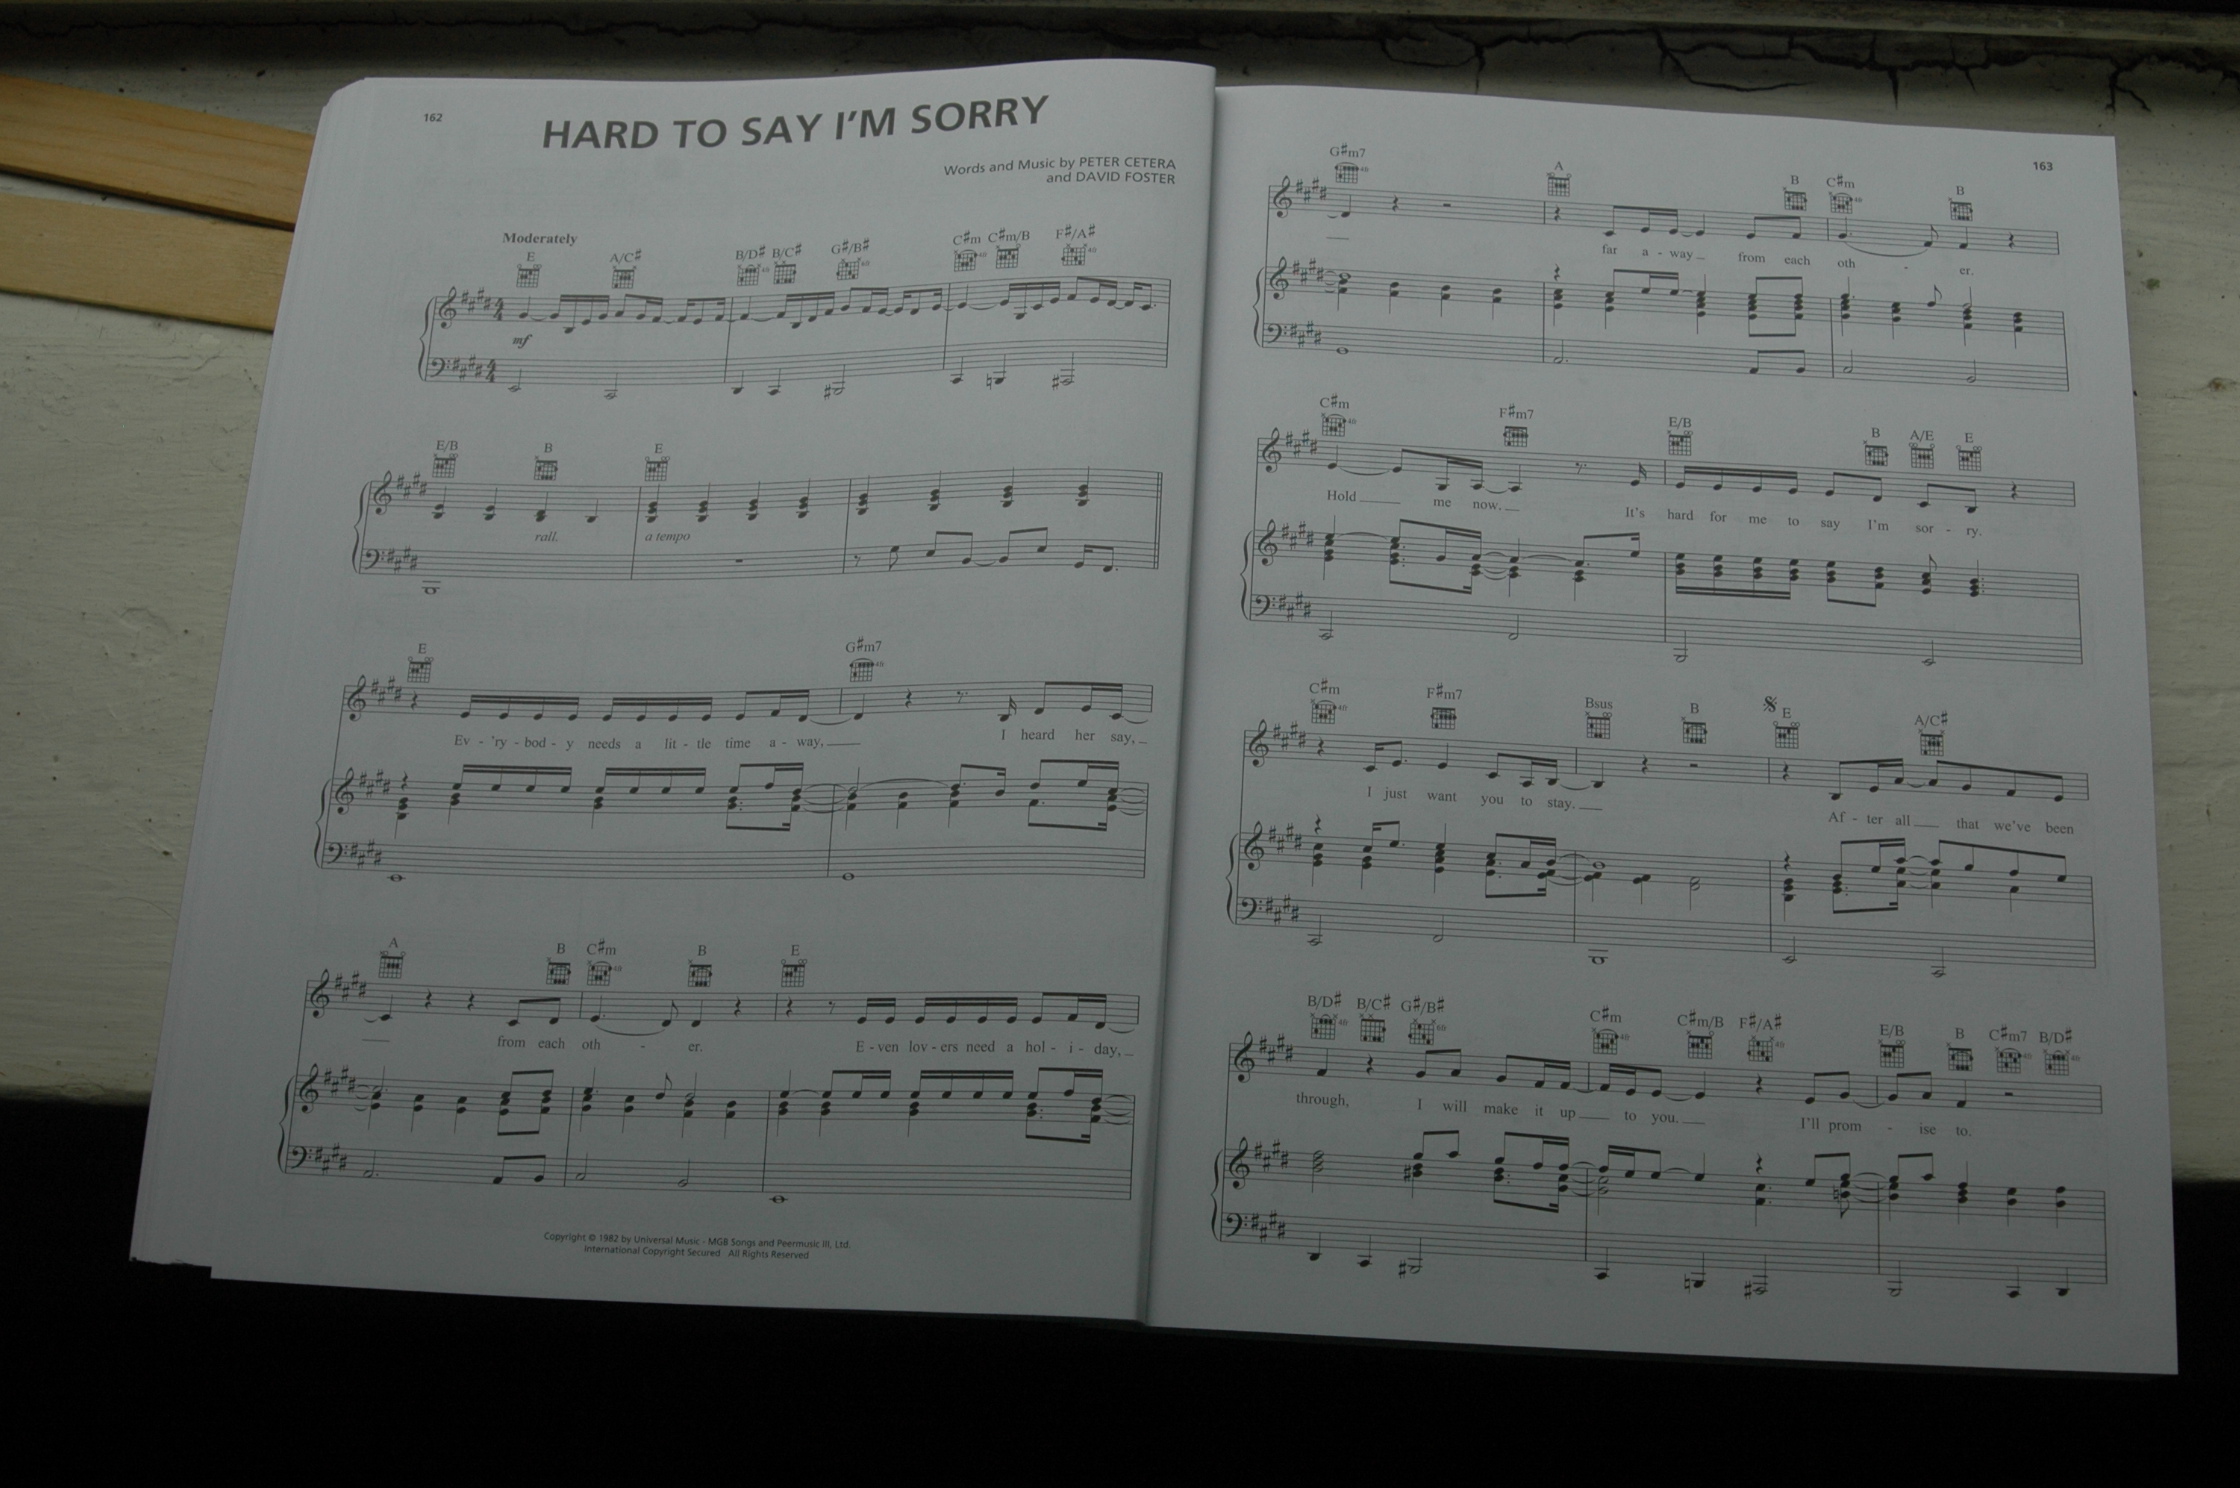 162
HARD TO SAY I'M SORRY
Words and Music by PETER CETERA
and DAVID FOSTER
Moderately
E A/C# B/D# B/C# G#/B# C#m C#m/B F#/A#
mf
E/B B E
rall. a tempo
E G#m7
Ev - 'ry - bod - y needs a lit - tle time a - way, I heard her say,
A B C#m B E
from each oth - er. E - ven lov - ers need a hol - i - day,
Copyright © 1982 by Universal Music - MGB Songs and Peermusic III, Ltd.
International Copyright Secured All Rights Reserved
163
G#m7 A B C#m B
far a - way from each oth - er.
C#m F#m7 E/B B A/E E
Hold me now. It's hard for me to say I'm sor - ry.
C#m F#m7 Bsus B E A/C#
I just want you to stay. Af - ter all that we've been
B/D# B/C# G#/B# C#m C#m/B F#/A# E/B B C#m7 B/D#
through, I will make it up to you. I'll prom - ise to.